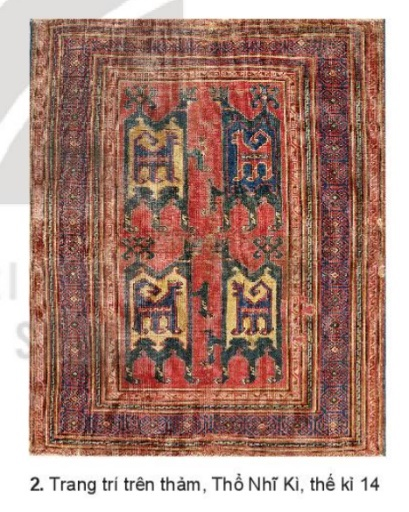 2. Trang trí trên thảm, Thổ Nhĩ Kì, thế kỉ 14